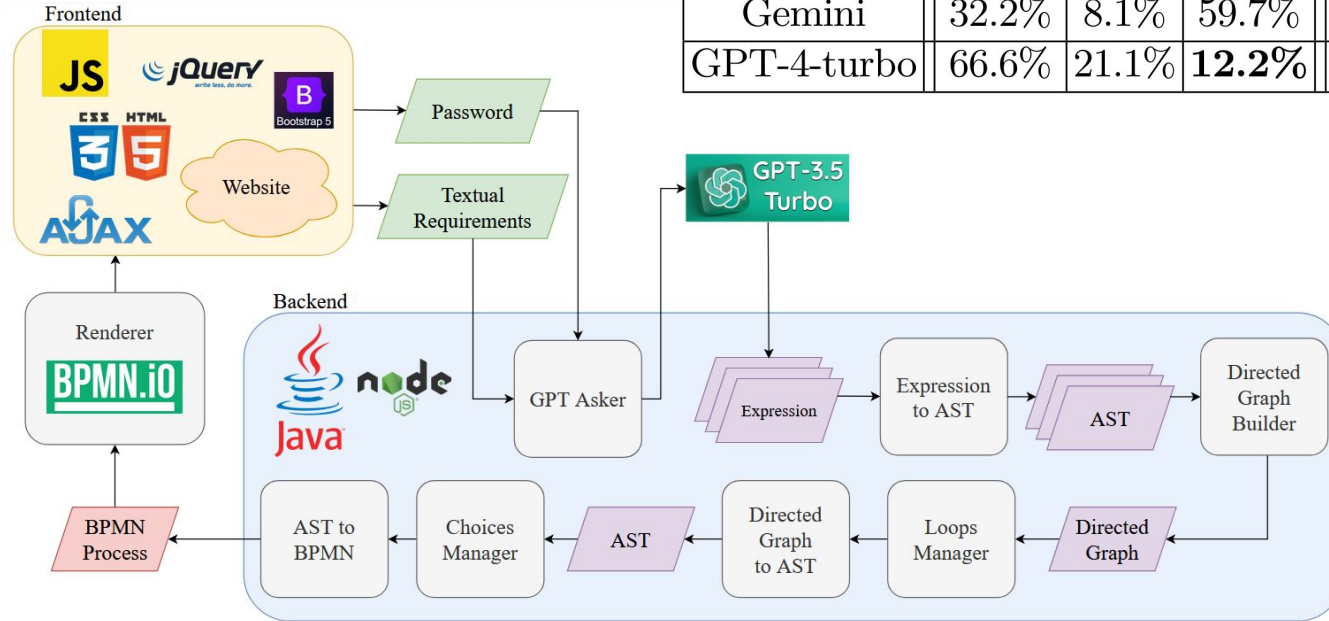 Gemini 32.2% 8.1% 59.7%
GPT-4-turbo 66.6% 21.1% 12.2%
Frontend
JS
jQuery
write less, do more.
B
Bootstrap 5
CSS HTML
3 5
Website
AJAX
Password
Textual
Requirements
GPT-3.5
Turbo
Renderer
BPMN.iO
Backend
Java
node
JS
GPT Asker
Expression
Expression
to AST
AST
Directed
Graph
Builder
BPMN
Process
AST to
BPMN
Choices
Manager
AST
Directed
Graph
to AST
Loops
Manager
Directed
Graph